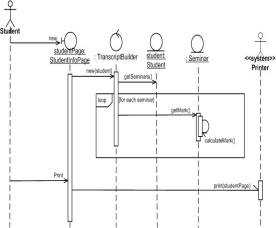 Student
new
studentPage:
StudentInfoPage
: TranscriptBuilder
student:
Student
: Seminar
<<system>>
Printer
new(student)
getSeminars()
loop
[for each seminar]
getMark()
calculateMark()
Print
print(studentPage)